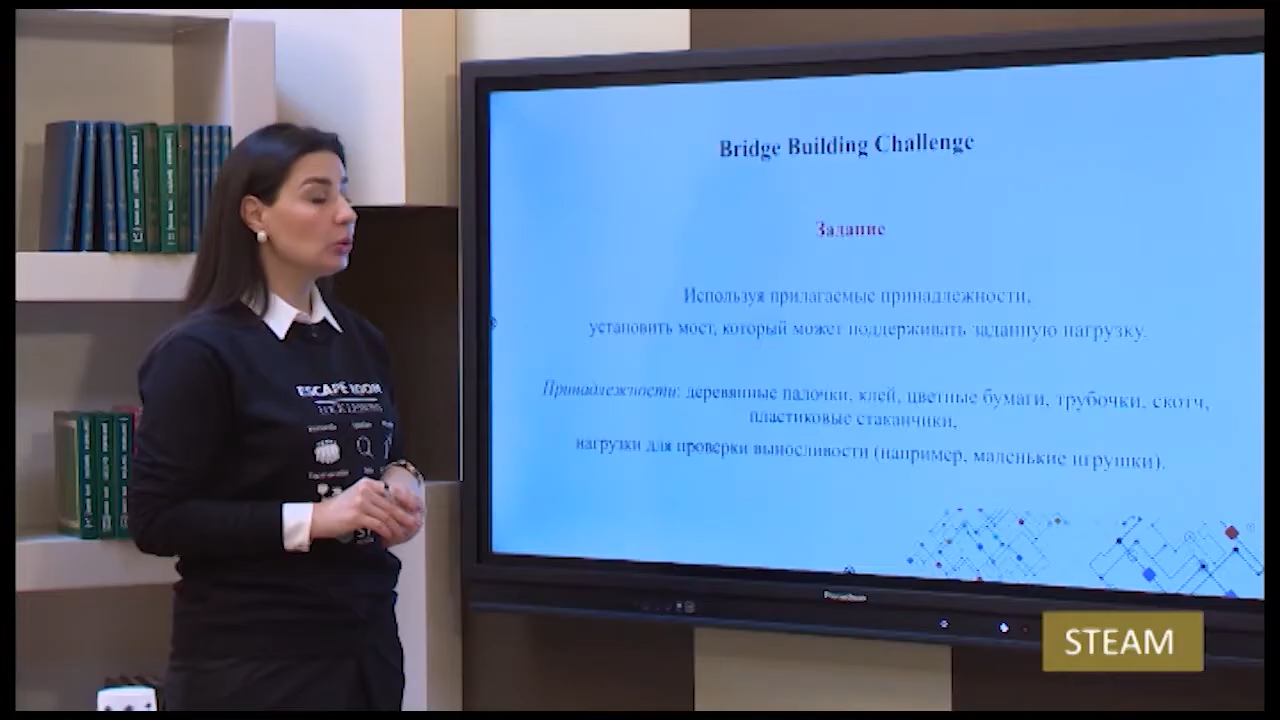 Bridge Building Challenge
Задание
Используя прилагаемые принадлежности,
установить мост, который может поддерживать заданную нагрузку.
Принадлежности: деревянные палочки, клей, цветные бумаги, трубочки, скотч,
пластиковые стаканчики,
нагрузки для проверки выносливости (например, маленькие игрушки).
ESCAPE ROOM
Promethean
STEAM